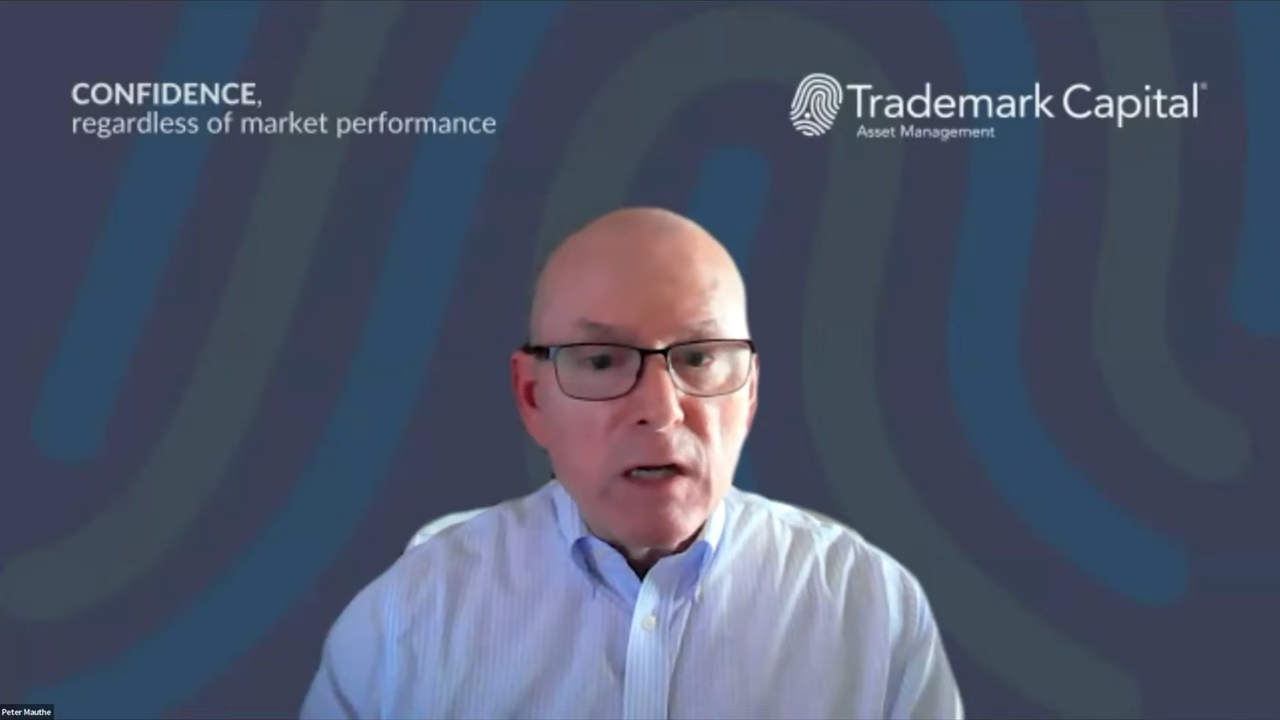 CONFIDENCE,
regardless of market performance
Trademark Capital®
Asset Management
Peter Mauthe